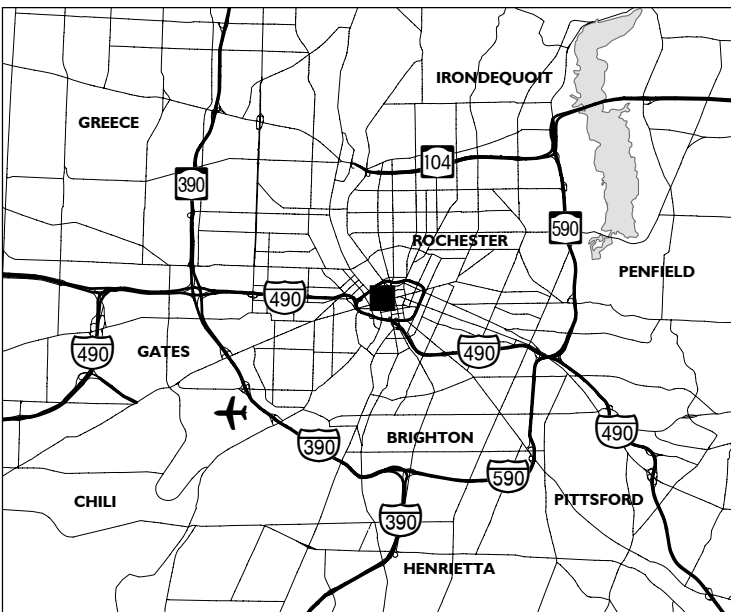 IRONDEQUOIT
GREECE
104
390
590
ROCHESTER
PENFIELD
490
490
GATES
490
490
390
BRIGHTON
590
CHILI
PITTSFORD
390
HENRIETTA